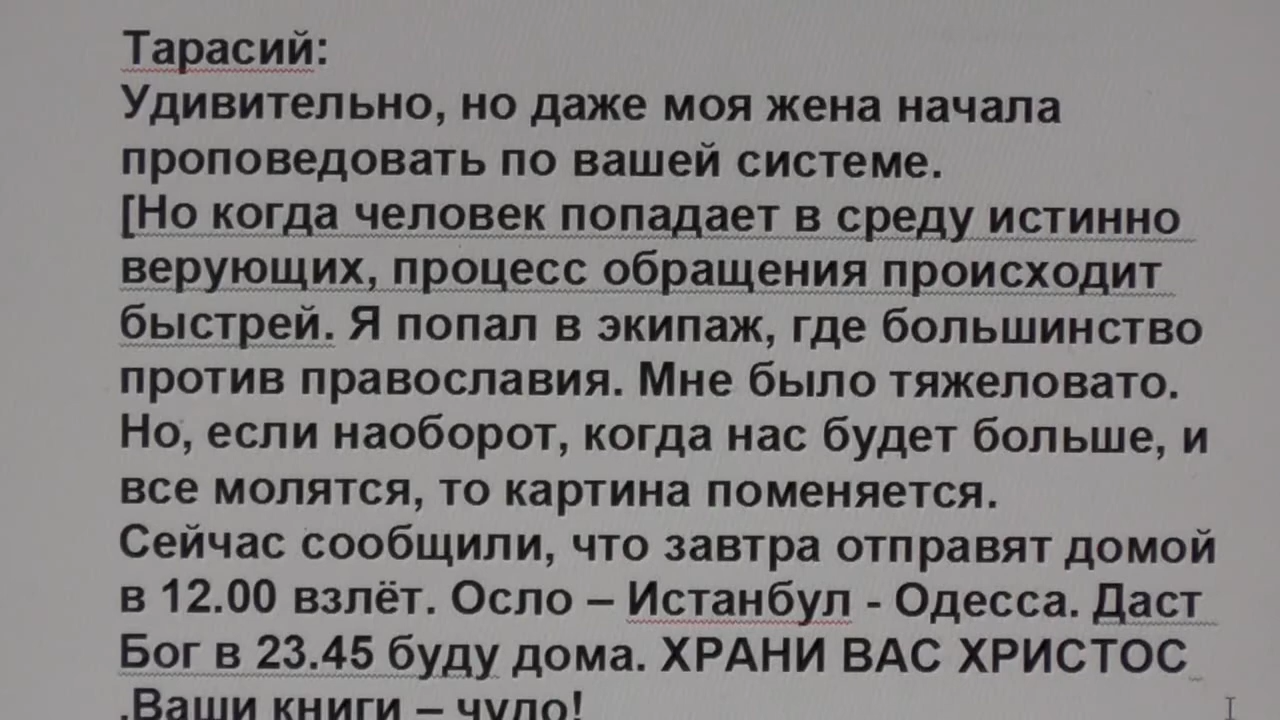 Тарасий:
Удивительно, но даже моя жена начала
проповедовать по вашей системе.
[Но когда человек попадает в среду истинно
верующих, процесс обращения происходит
быстрей. Я попал в экипаж, где большинство
против православия. Мне было тяжеловато.
Но, если наоборот, когда нас будет больше, и
все молятся, то картина поменяется.
Сейчас сообщили, что завтра отправят домой
в 12.00 взлёт. Осло – Истанбул - Одесса. Даст
Бог в 23.45 буду дома. ХРАНИ ВАС ХРИСТОС
.Ваши книги – чудо!